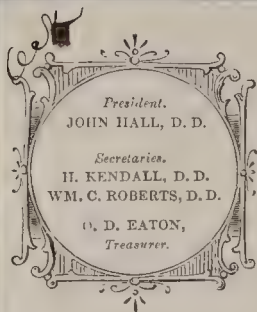 President.
JOHN HALL, D. D.
Secretaries.
H. KENDALL, D. D.
WM. C. ROBERTS, D. D.
D. EATON,
Treasurer.